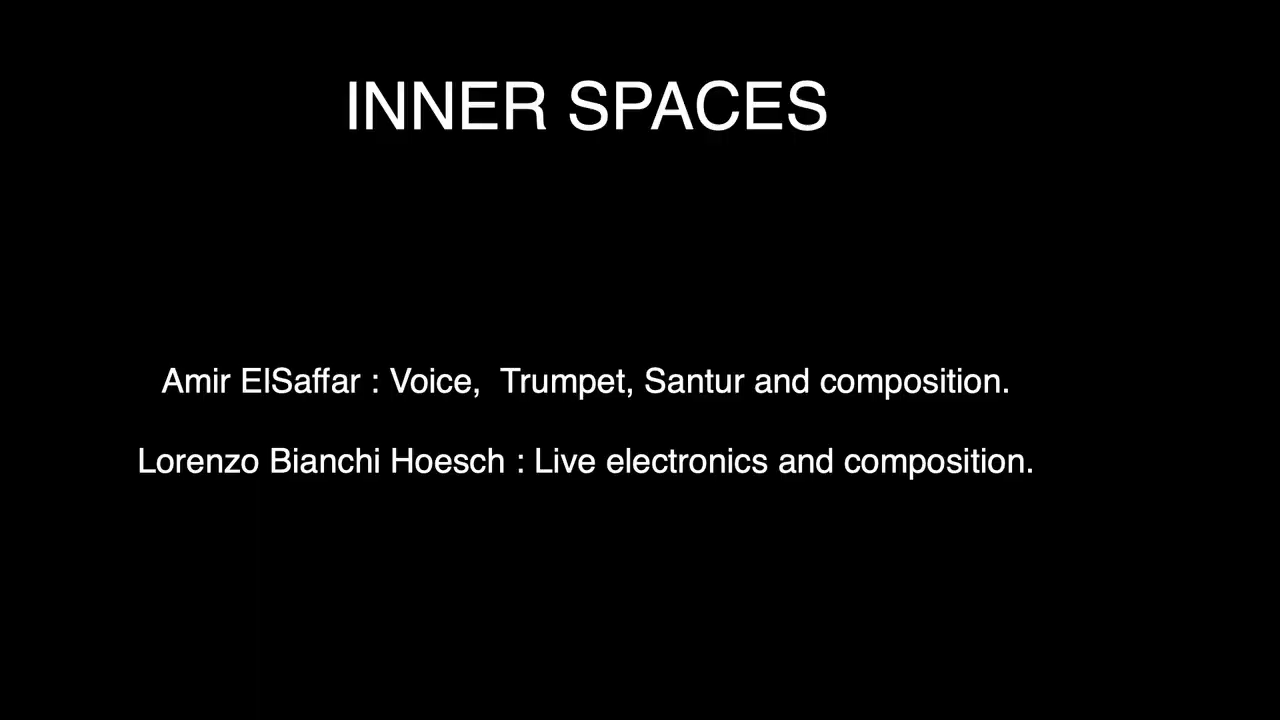 INNER SPACES
Amir ElSaffar : Voice,  Trumpet, Santur and composition.
Lorenzo Bianchi Hoesch : Live electronics and composition.